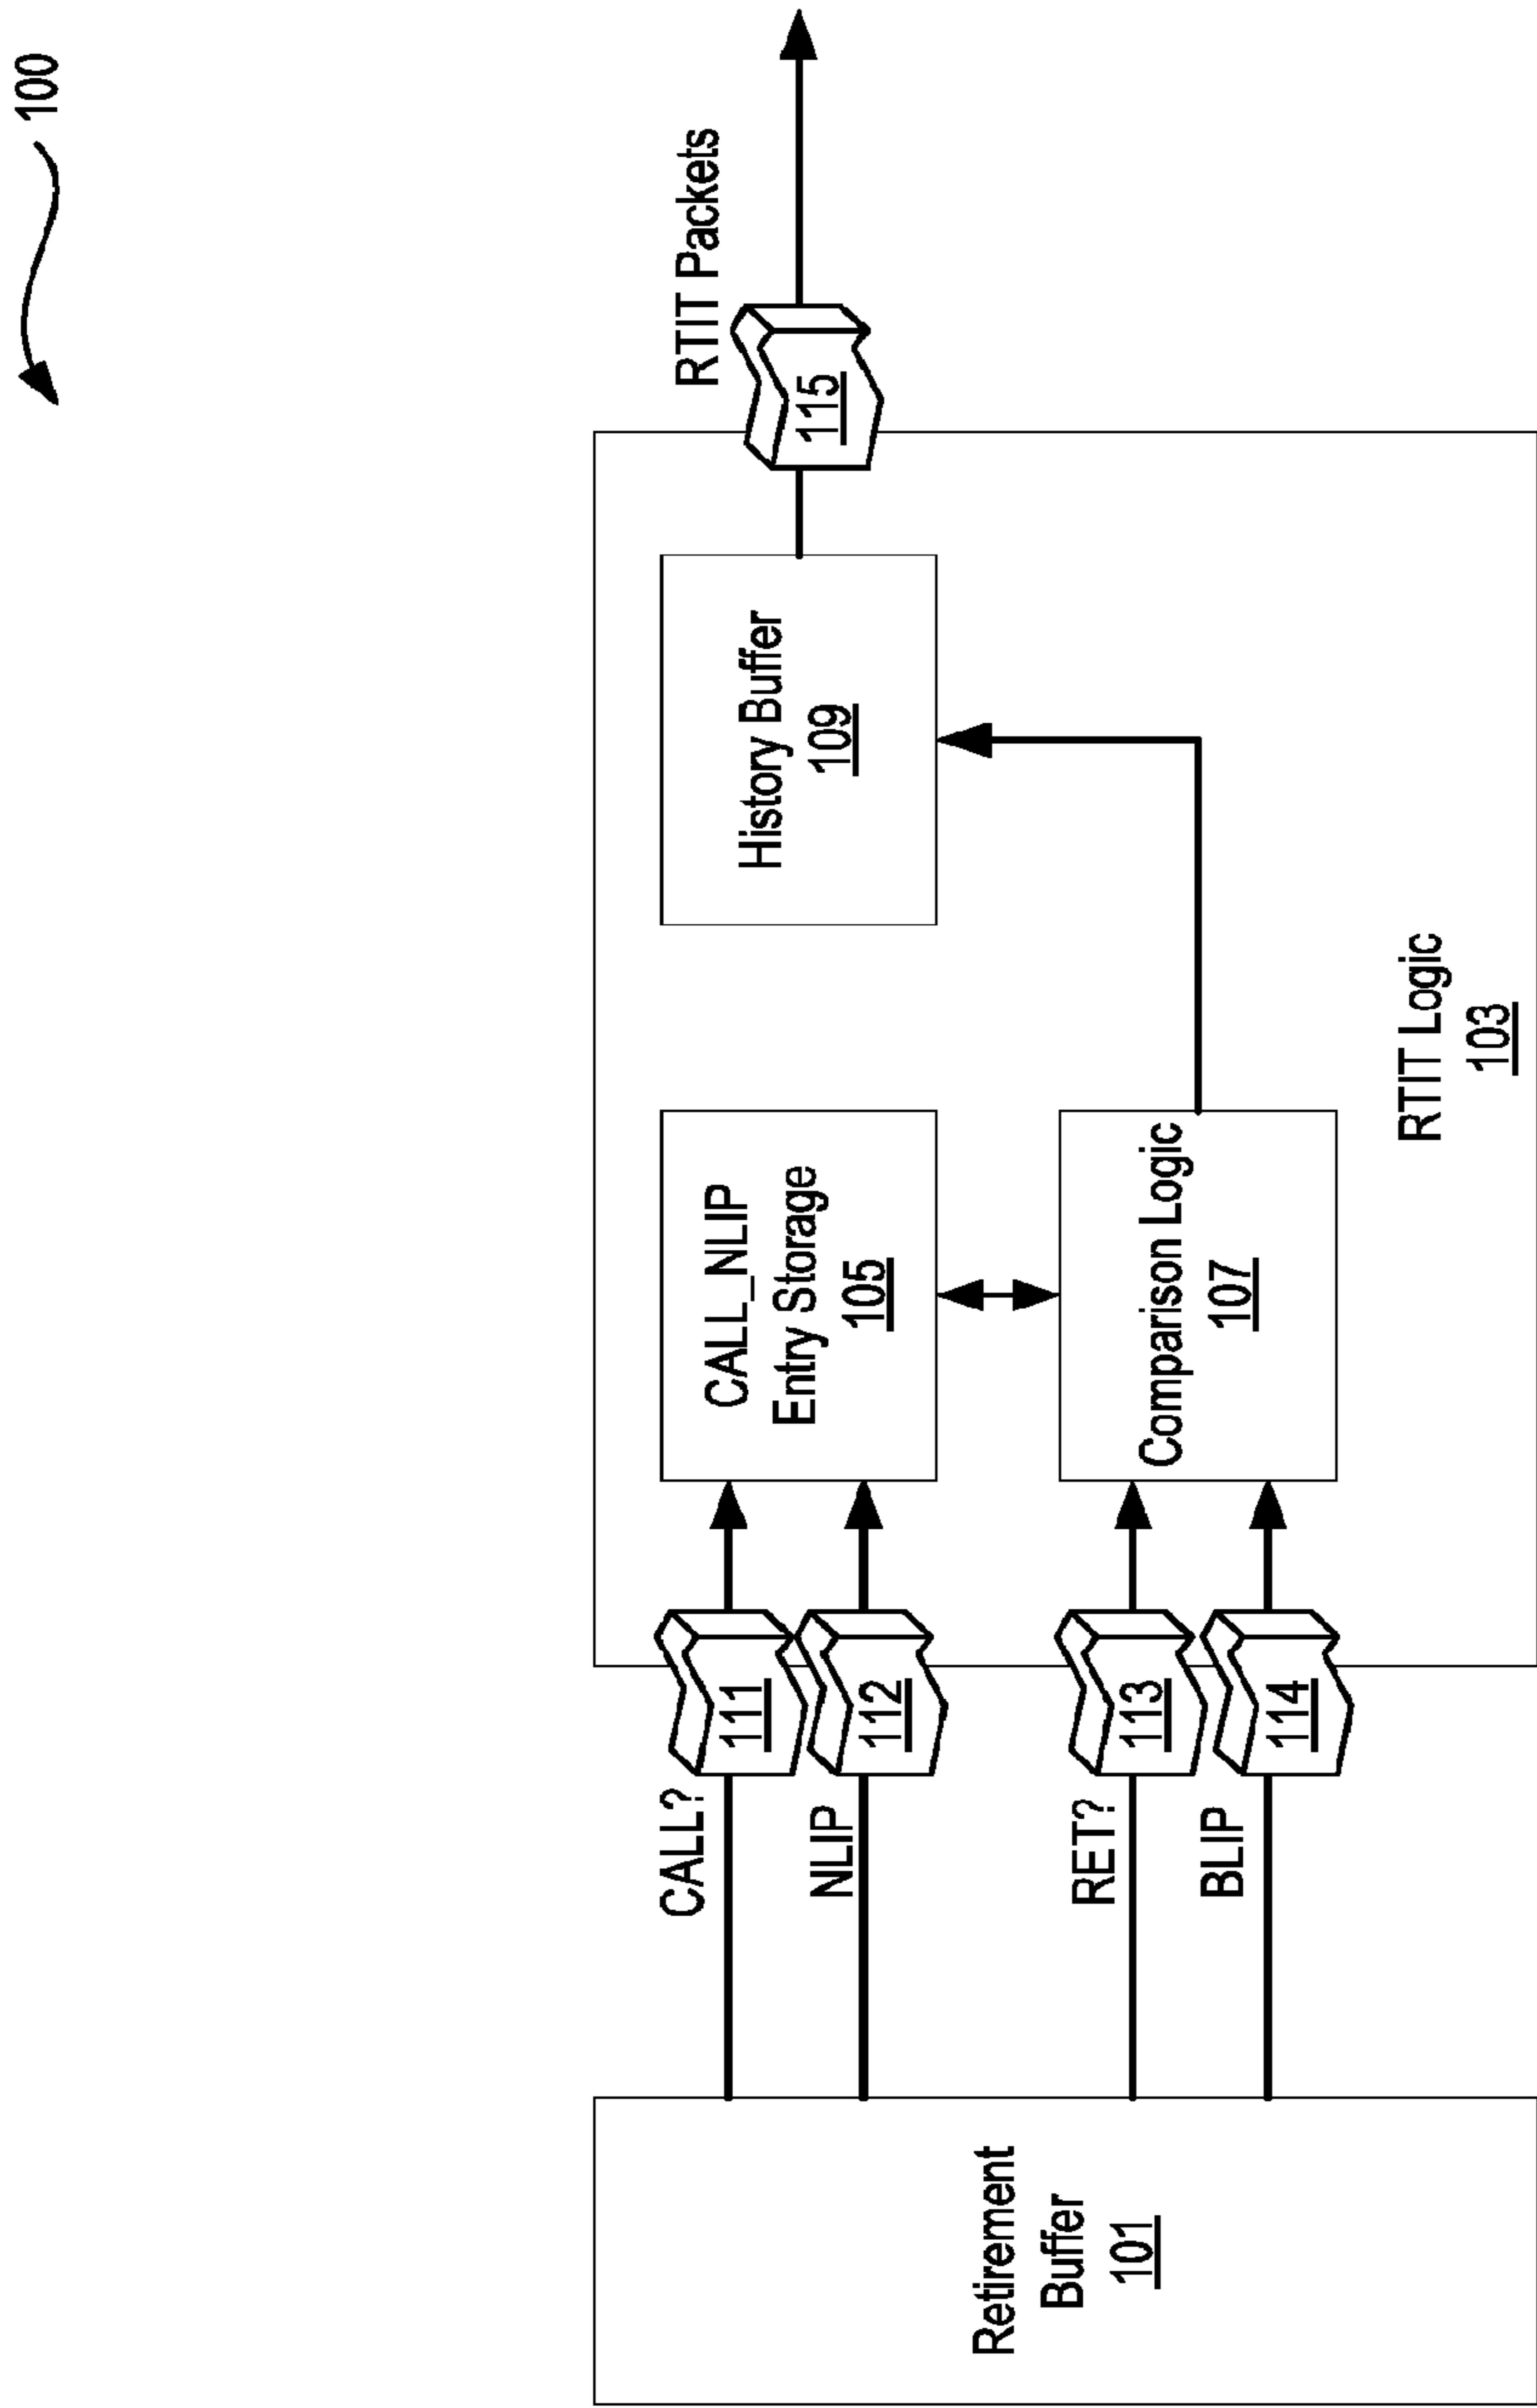 100
RTIT Packets
115
CALL?
111
NLIP
112
RET?
113
BLIP
114
Retirement
Buffer
101
CALL_NLIP
Entry Storage
105
Comparison Logic
107
History Buffer
109
RTIT Logic
103